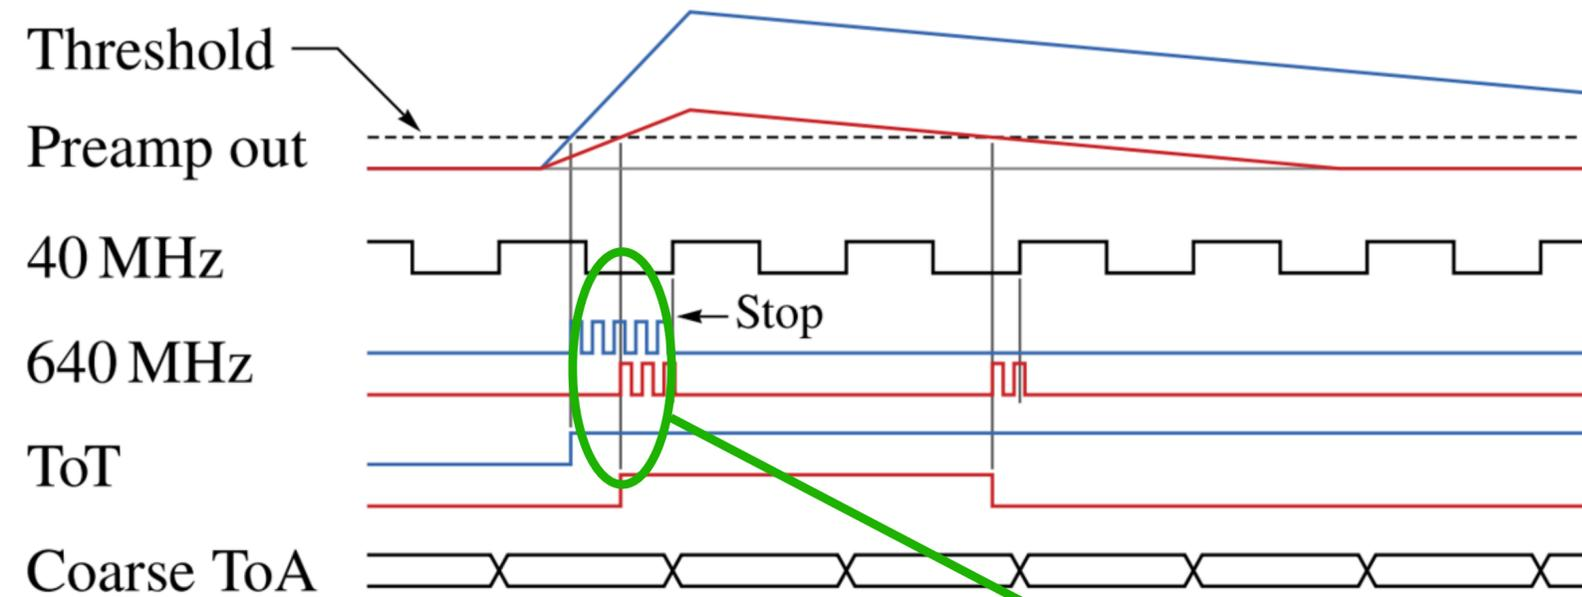 Threshold
Preamp out
40 MHz
Stop
640 MHz
ToT
Coarse ToA